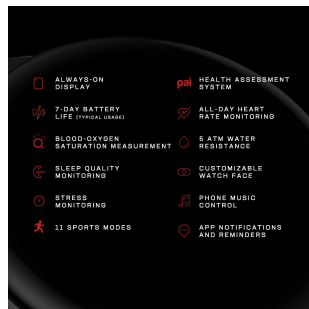 ALWAYS-ON
DISPLAY
7-DAY BATTERY
LIFE (TYPICAL USAGE)
BLOOD-OXYGEN
SATURATION MEASUREMENT
SLEEP QUALITY
MONITORING
STRESS
MONITORING
11 SPORTS MODES
pai
HEALTH ASSESSMENT
SYSTEM
ALL-DAY HEART
RATE MONITORING
5 ATM WATER
RESISTANCE
CUSTOMIZABLE
WATCH FACE
PHONE MUSIC
CONTROL
APP NOTIFICATIONS
AND REMINDERS